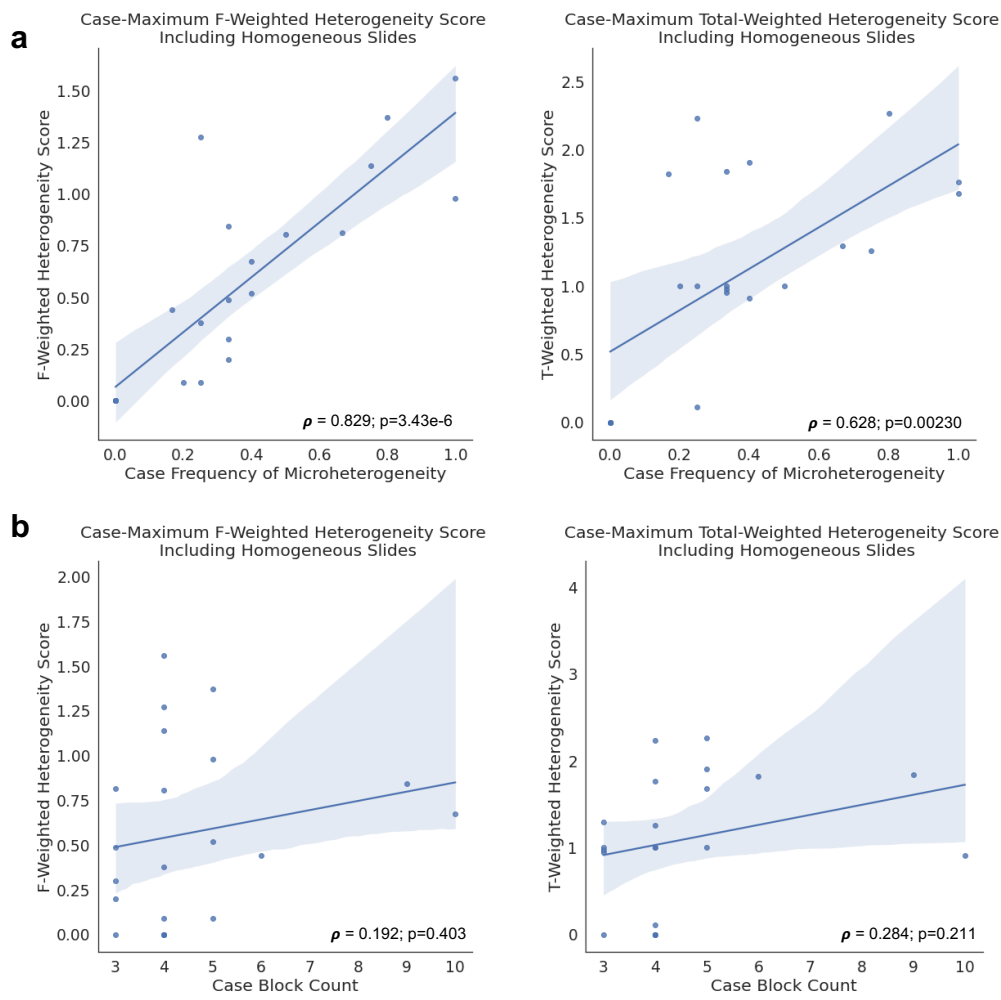 a
Case-Maximum F-Weighted Heterogeneity Score
Including Homogeneous Slides
F-Weighted Heterogeneity Score
1.50
1.25
1.00
0.75
0.50
0.25
0.00
ρ = 0.829; p=3.43e-6
0.0 0.2 0.4 0.6 0.8 1.0
Case Frequency of Microheterogeneity
Case-Maximum Total-Weighted Heterogeneity Score
Including Homogeneous Slides
T-Weighted Heterogeneity Score
2.5
2.0
1.5
1.0
0.5
0.0
ρ = 0.628; p=0.00230
0.0 0.2 0.4 0.6 0.8 1.0
Case Frequency of Microheterogeneity
b
Case-Maximum F-Weighted Heterogeneity Score
Including Homogeneous Slides
F-Weighted Heterogeneity Score
2.00
1.75
1.50
1.25
1.00
0.75
0.50
0.25
0.00
ρ = 0.192; p=0.403
3 4 5 6 7 8 9 10
Case Block Count
Case-Maximum Total-Weighted Heterogeneity Score
Including Homogeneous Slides
T-Weighted Heterogeneity Score
4
3
2
1
0
ρ = 0.284; p=0.211
3 4 5 6 7 8 9 10
Case Block Count